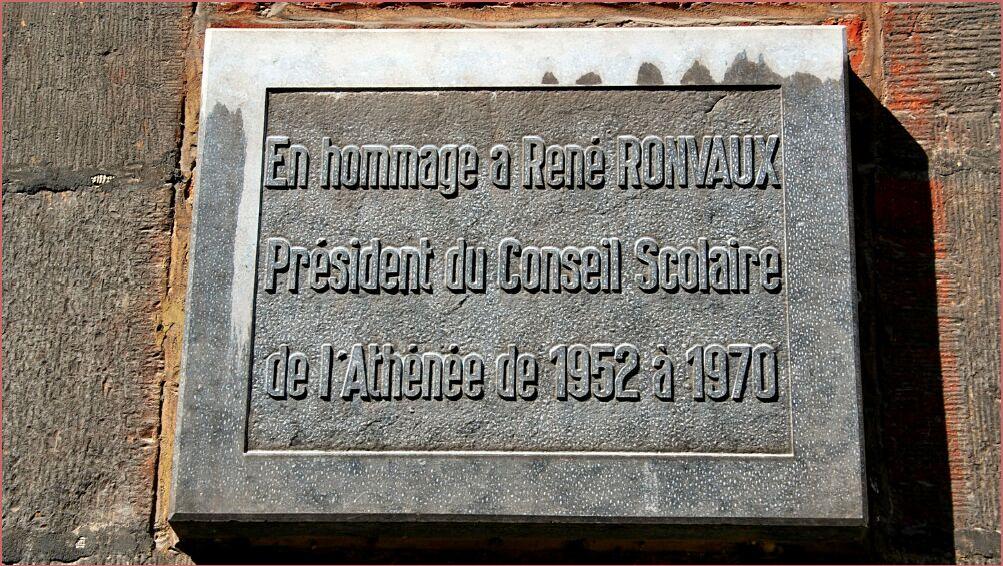 En hommage a René RONVAUX
Président du Conseil Scolaire
de l'Athénée de 1952 à 1970